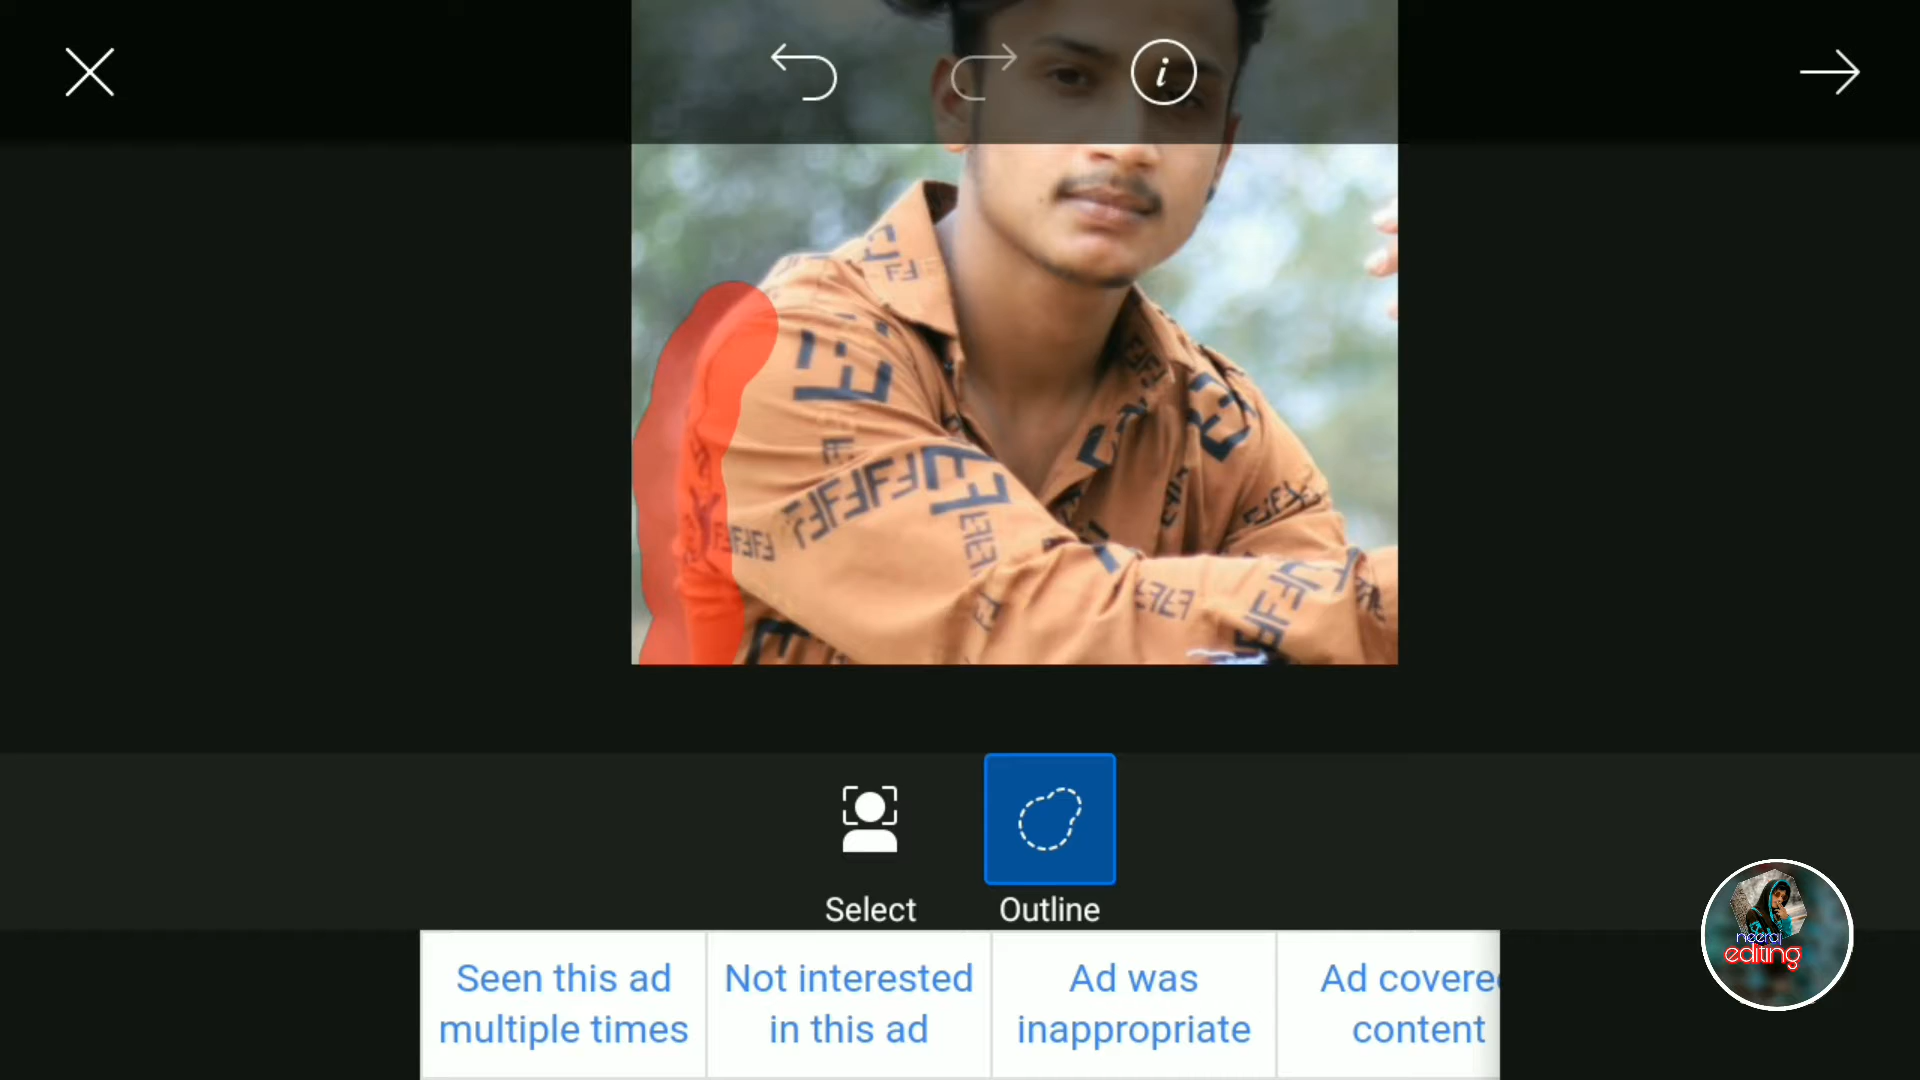 i
Select
Outline
Seen this ad
multiple times
Not interested
in this ad
Ad was
inappropriate
Ad covere
content
neeraj
editing